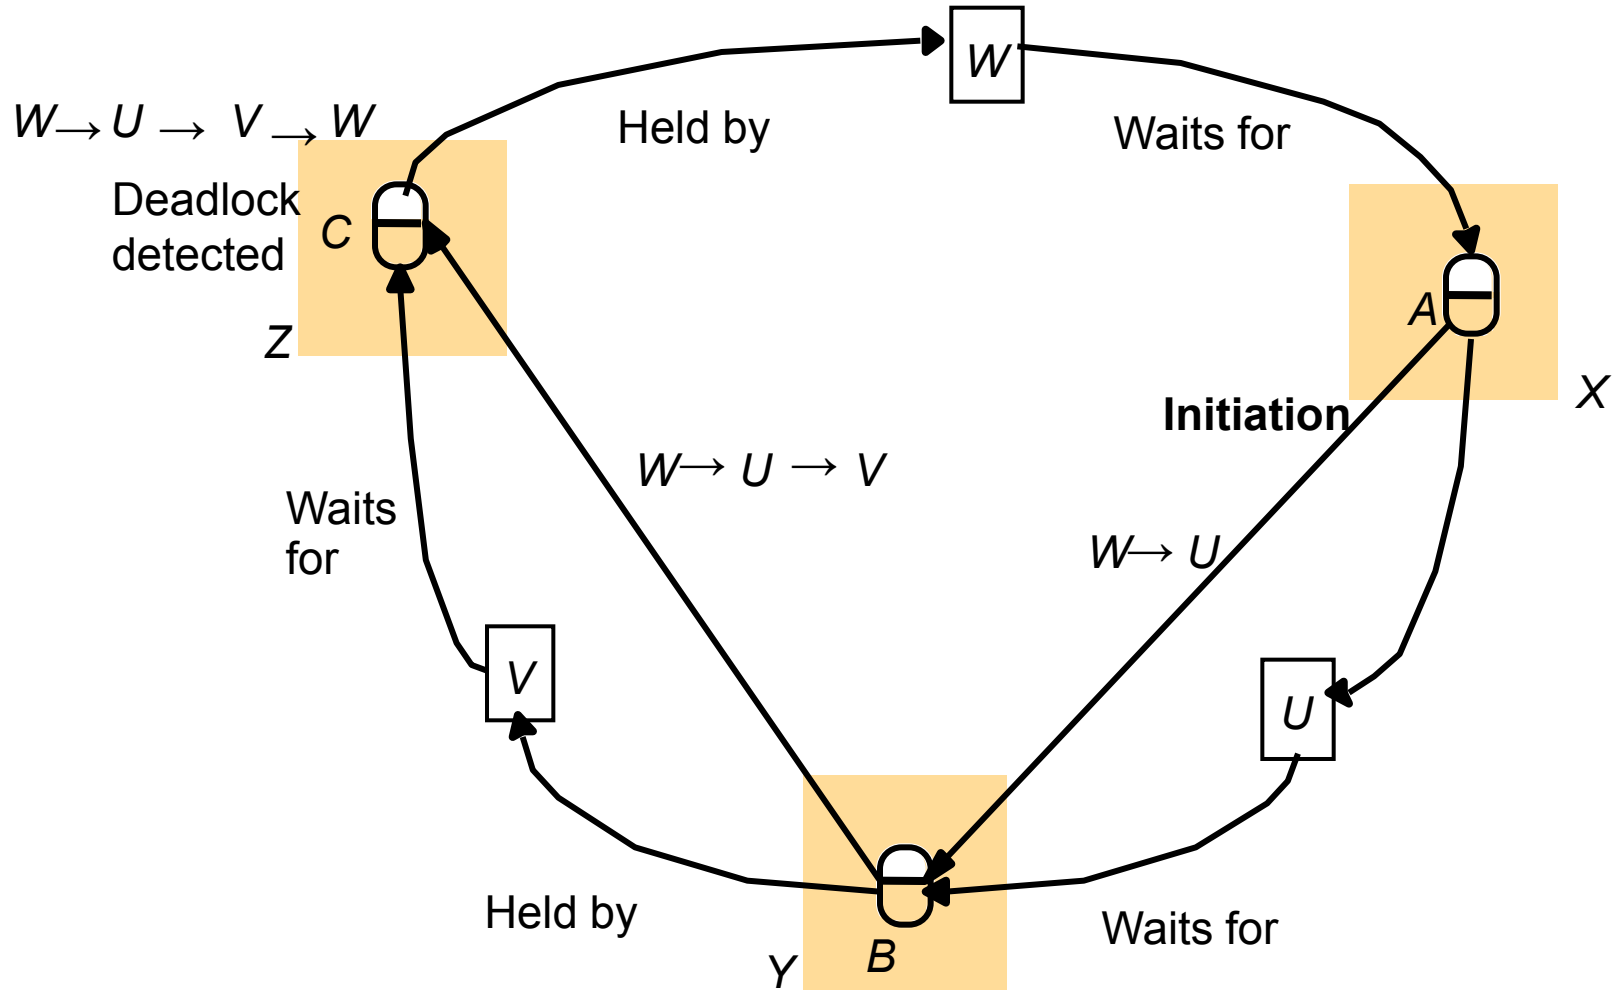 W
W→U → V→W
Held by
Waits for
Deadlock
detected
C
A
Z
X
Initiation
W→ U → V
Waits
for
W→ U
V
U
Held by
Waits for
B
Y